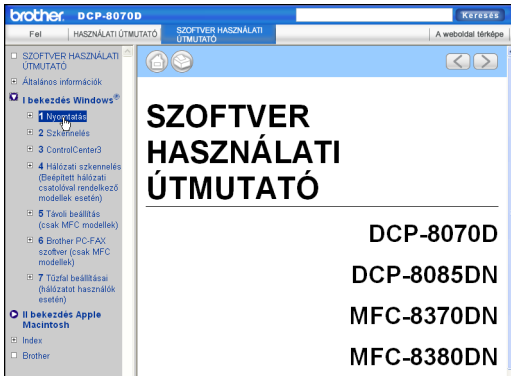 brother. DCP-8070D
Keresés
Fel
HASZNÁLATI ÚTMUTATÓ
SZOFTVER HASZNÁLATI
ÚTMUTATÓ
A weboldal térképe
SZOFTVER HASZNÁLATI
ÚTMUTATÓ
Általános információk
I bekezdés Windows®
1 Nyomtatás
2 Szkennelés
3 ControlCenter3
4 Hálózati szkennelés
(Beépített hálózati
csatolóval rendelkező
modellek esetén)
5 Távoli beállítás
(csak MFC modellek)
6 Brother PC-FAX
szoftver (csak MFC
modellek)
7 Tűzfal beállításai
(hálózatot használók
esetén)
II bekezdés Apple
Macintosh
Index
Brother
SZOFTVER
HASZNÁLATI
ÚTMUTATÓ
DCP-8070D
DCP-8085DN
MFC-8370DN
MFC-8380DN